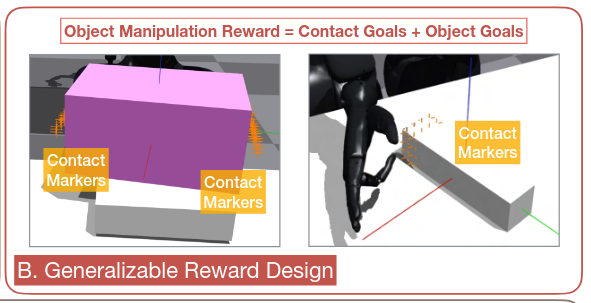 Object Manipulation Reward = Contact Goals + Object Goals
Contact
Markers
Contact
Markers
Contact
Markers
B. Generalizable Reward Design